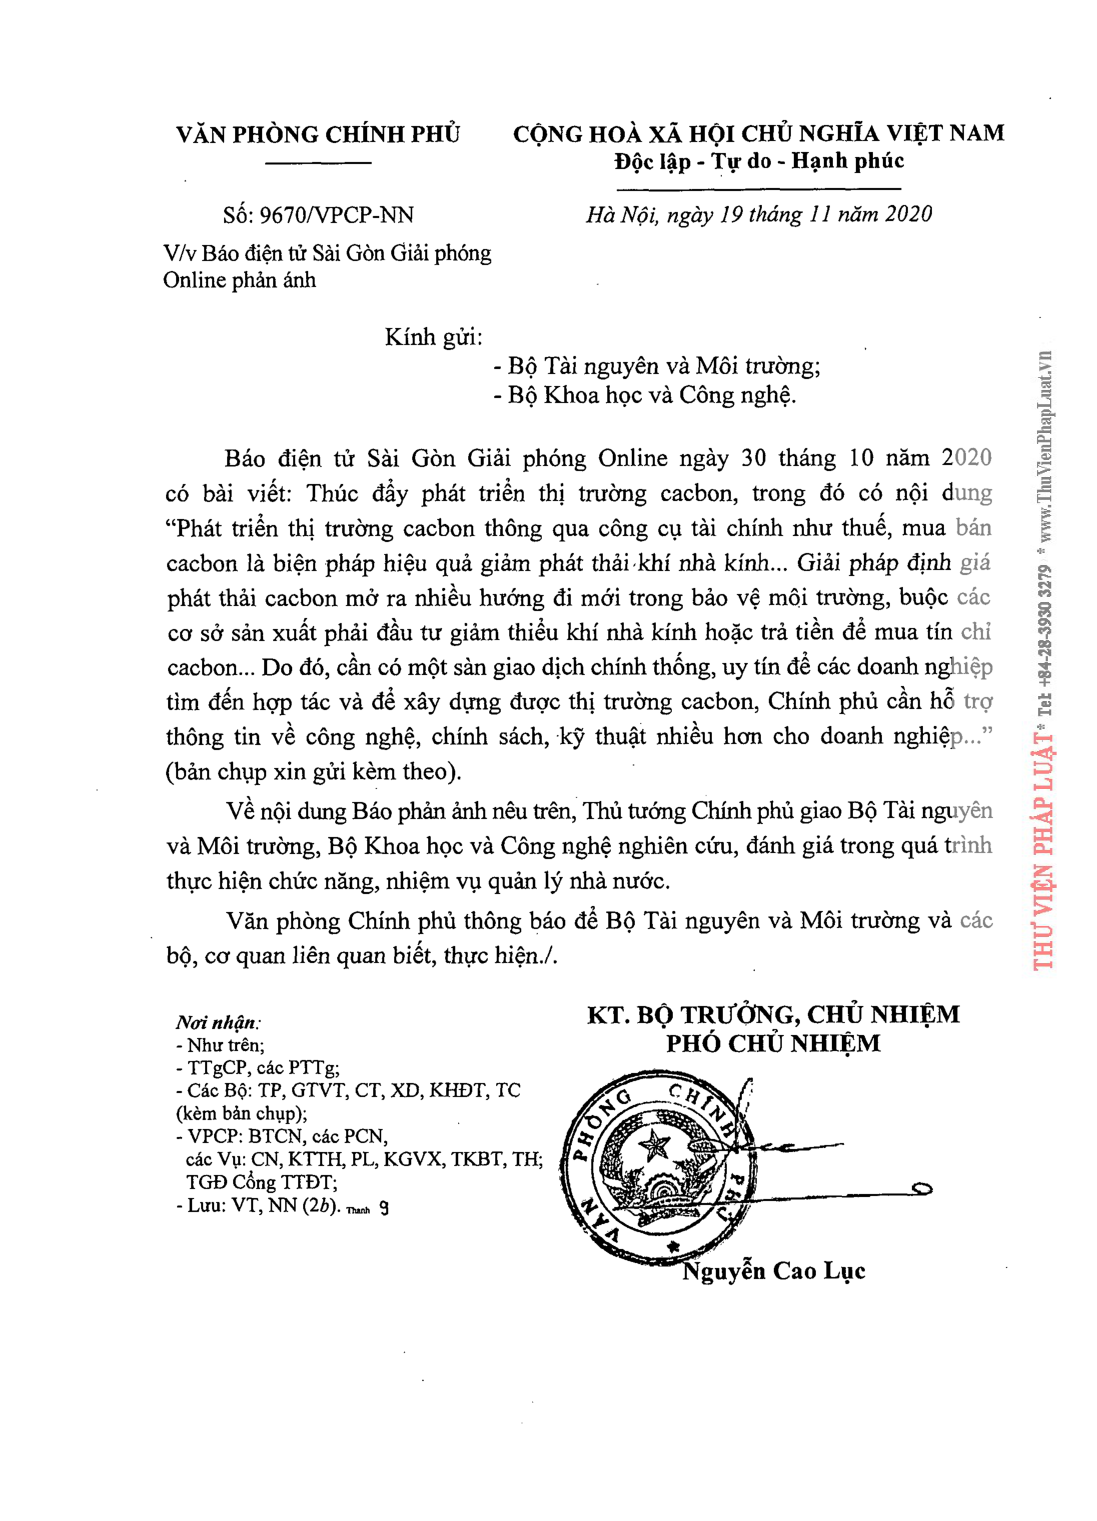 VĂN PHÒNG CHÍNH PHỦ
CỘNG HOÀ XÃ HỘI CHỦ NGHĨA VIỆT NAM
Độc lập - Tự do - Hạnh phúc
Số: 9670/VPCP-NN
Hà Nội, ngày 19 tháng 11 năm 2020
V/v Báo điện tử Sài Gòn Giải phóng
Online phản ánh
Kính gửi:
- Bộ Tài nguyên và Môi trường;
- Bộ Khoa học và Công nghệ.
Báo điện tử Sài Gòn Giải phóng Online ngày 30 tháng 10 năm 2020
có bài viết: Thúc đẩy phát triển thị trường cacbon, trong đó có nội dung
“Phát triển thị trường cacbon thông qua công cụ tài chính như thuế, mua bán
cacbon là biện pháp hiệu quả giảm phát thải khí nhà kính... Giải pháp định giá
phát thải cacbon mở ra nhiều hướng đi mới trong bảo vệ môi trường, buộc các
cơ sở sản xuất phải đầu tư giảm thiểu khí nhà kính hoặc trả tiền để mua tín chỉ
cacbon... Do đó, cần có một sàn giao dịch chính thống, uy tín để các doanh nghiệp
tìm đến hợp tác và để xây dựng được thị trường cacbon, Chính phủ cần hỗ trợ
thông tin về công nghệ, chính sách, kỹ thuật nhiều hơn cho doanh nghiệp...”
(bản chụp xin gửi kèm theo).
Về nội dung Báo phản ảnh nêu trên, Thủ tướng Chính phủ giao Bộ Tài nguyên
và Môi trường, Bộ Khoa học và Công nghệ nghiên cứu, đánh giá trong quá trình
thực hiện chức năng, nhiệm vụ quản lý nhà nước.
Văn phòng Chính phủ thông báo để Bộ Tài nguyên và Môi trường và các
bộ, cơ quan liên quan biết, thực hiện./.
Nơi nhận:
- Như trên;
- TTgCP, các PTTg;
- Các Bộ: TP, GTVT, CT, XD, KHĐT, TC
(kèm bản chụp);
- VPCP: BTCN, các PCN,
các Vụ: CN, KTTH, PL, KGVX, TKBT, TH;
TGĐ Cổng TTĐT;
- Lưu: VT, NN (2b). Thanh 9
KT. BỘ TRƯỞNG, CHỦ NHIỆM
PHÓ CHỦ NHIỆM
VĂN PHÒNG CHÍNH PHỦ
Nguyễn Cao Lục
THƯ VIỆN PHÁP LUẬT * Tel: +84-28-3930 3279 * www.ThuVienPhapLuat.vn